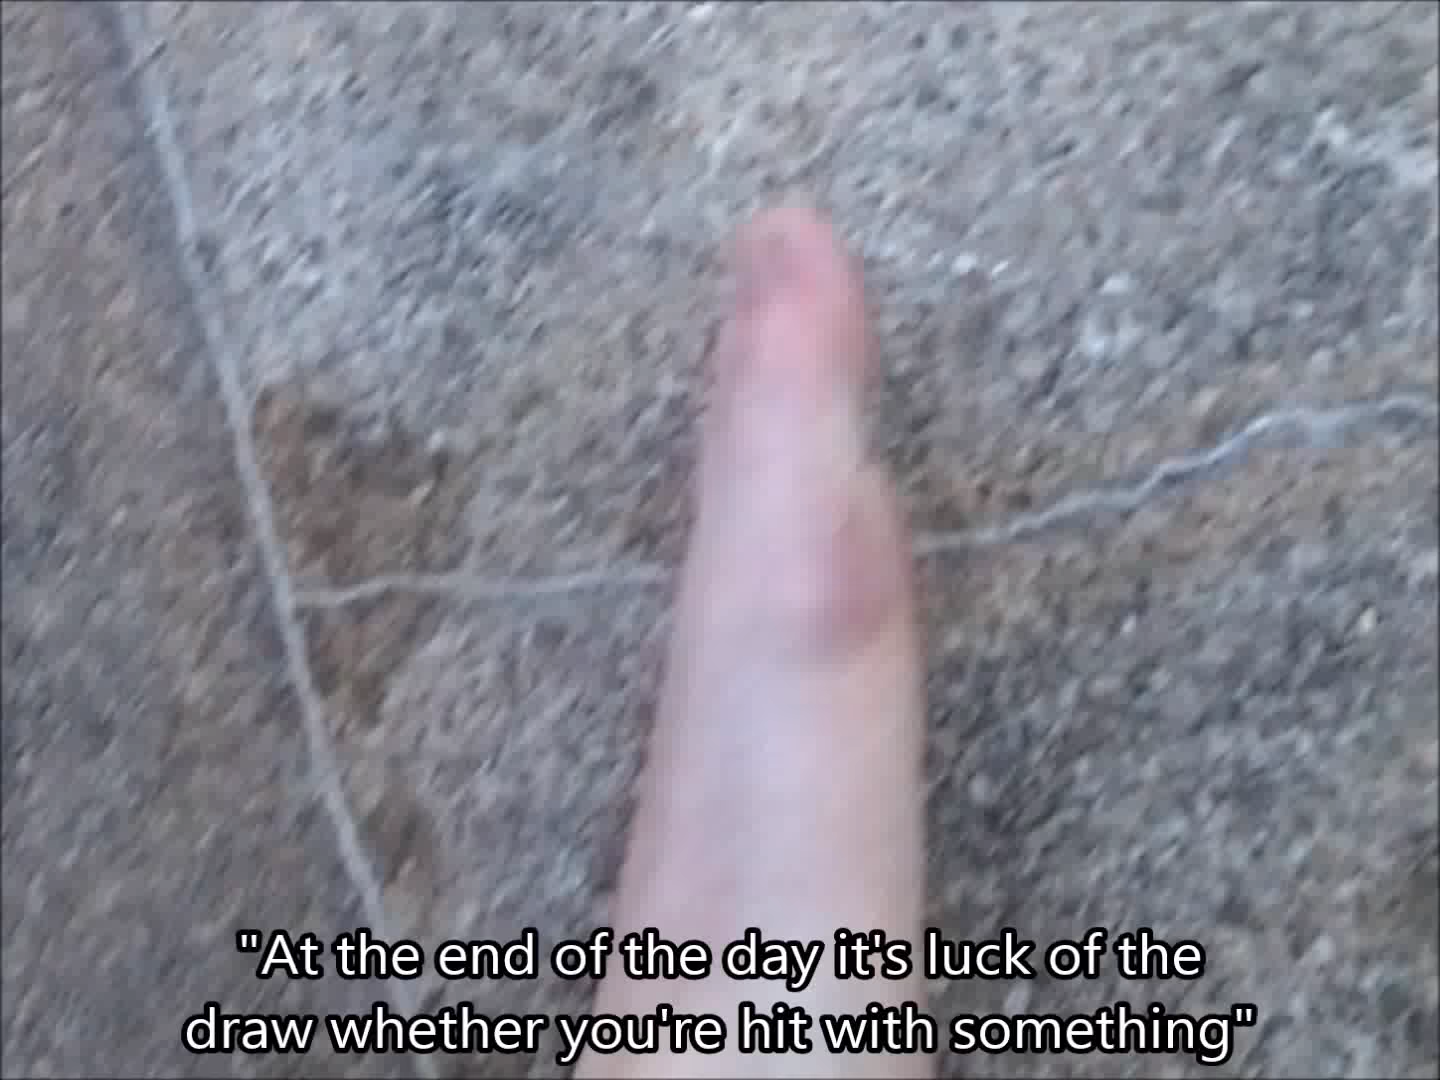 "At the end of the day it's luck of the
draw whether you're hit with something"